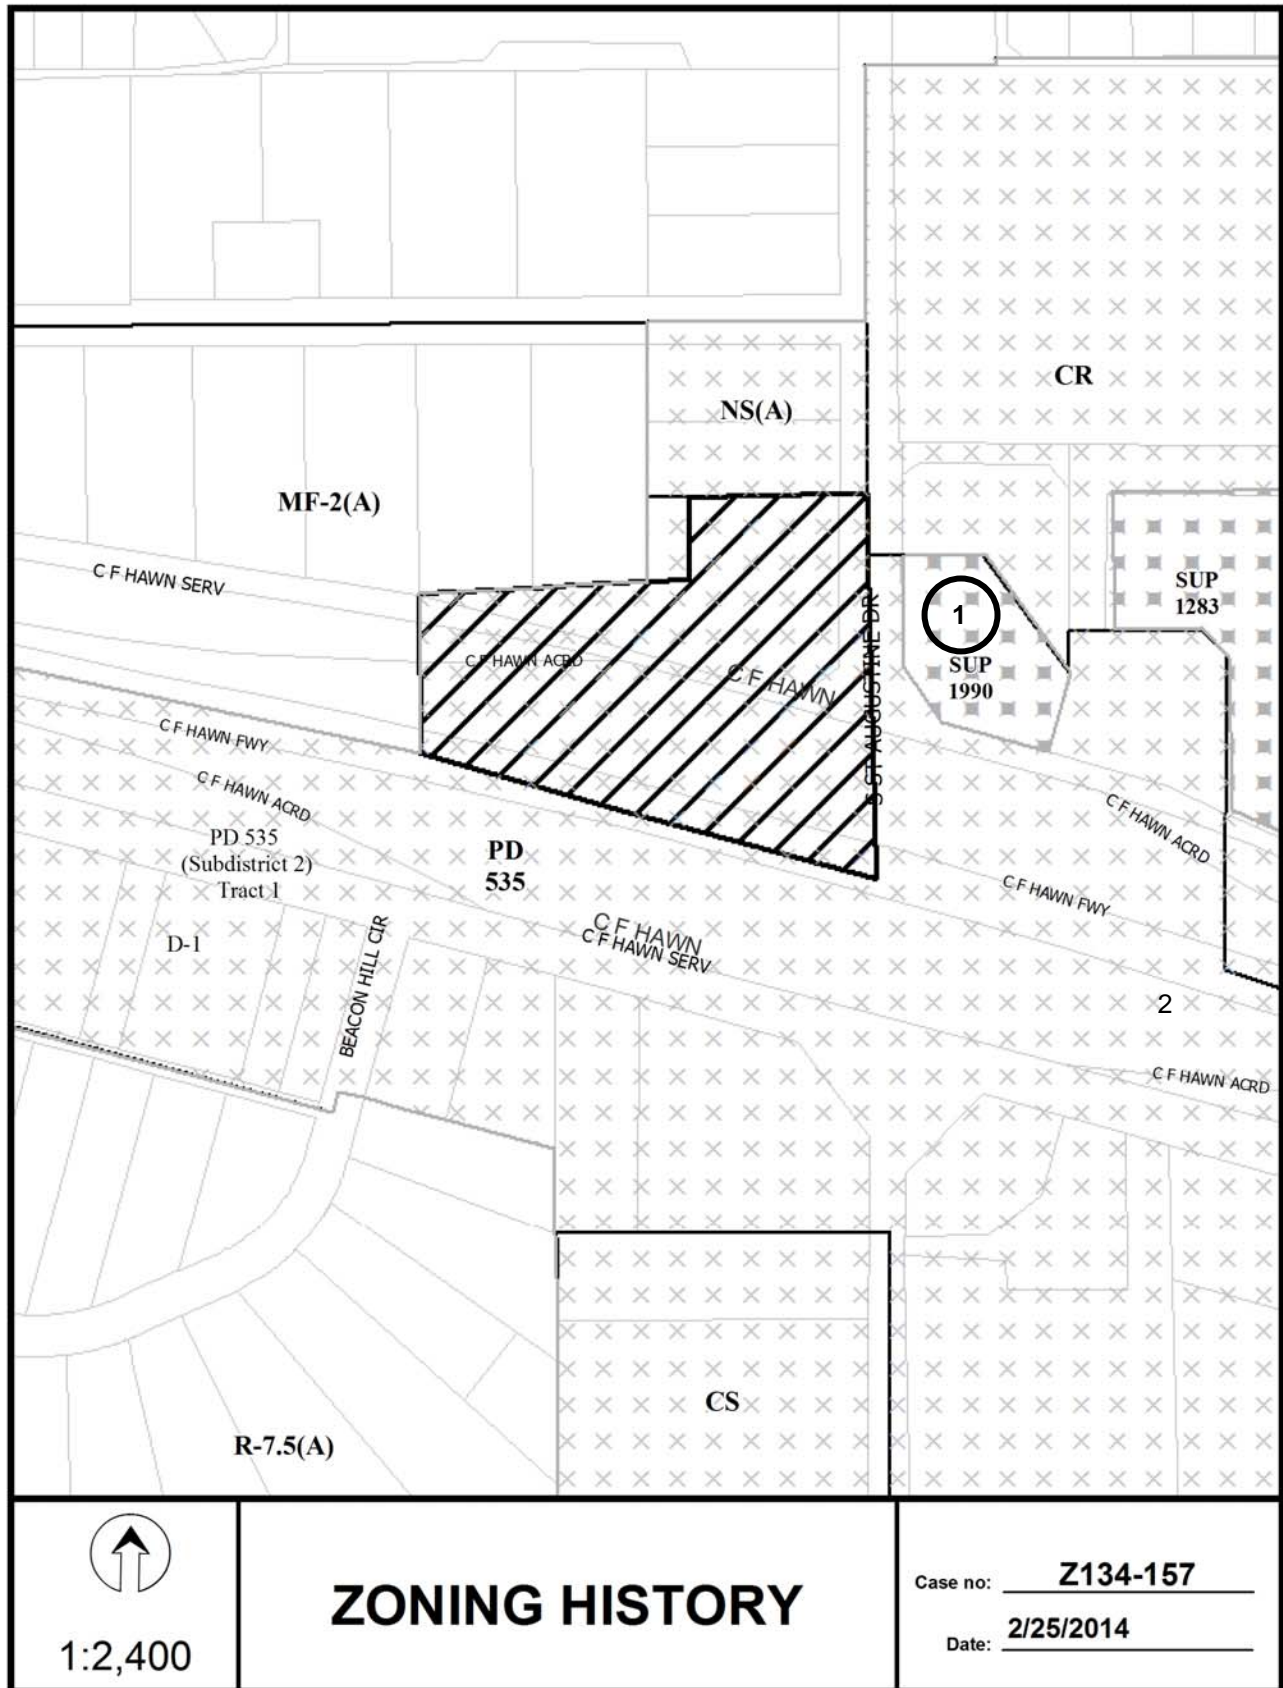 CR
NS(A)
MF-2(A)
C F HAWN SERV
SUP
1283
1
SUP
1990
S ST AUGUSTINE DR
C F HAWN ACRD
C F HAWN
C F HAWN FWY
C F HAWN ACRD
C F HAWN ACRD
PD 535
(Subdistrict 2)
Tract 1
PD
535
C F HAWN FWY
D-1
BEACON HILL CIR
C F HAWN
C F HAWN SERV
2
C F HAWN ACRD
CS
R-7.5(A)
1:2,400
ZONING HISTORY
Case no: Z134-157
Date: 2/25/2014